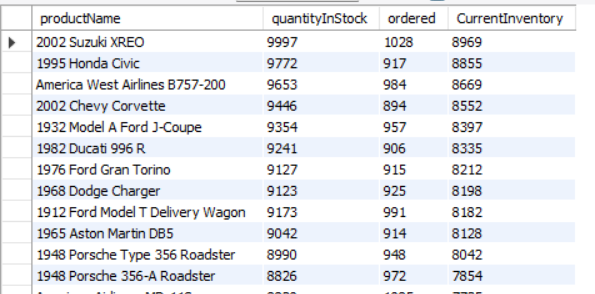 productName quantityInStock ordered CurrentInventory
2002 Suzuki XREO 9997 1028 8969
1995 Honda Civic 9772 917 8855
America West Airlines B757-200 9653 984 8669
2002 Chevy Corvette 9446 894 8552
1932 Model A Ford J-Coupe 9354 957 8397
1982 Ducati 996 R 9241 906 8335
1976 Ford Gran Torino 9127 915 8212
1968 Dodge Charger 9123 925 8198
1912 Ford Model T Delivery Wagon 9173 991 8182
1965 Aston Martin DB5 9042 914 8128
1948 Porsche Type 356 Roadster 8990 948 8042
1948 Porsche 356-A Roadster 8826 972 7854